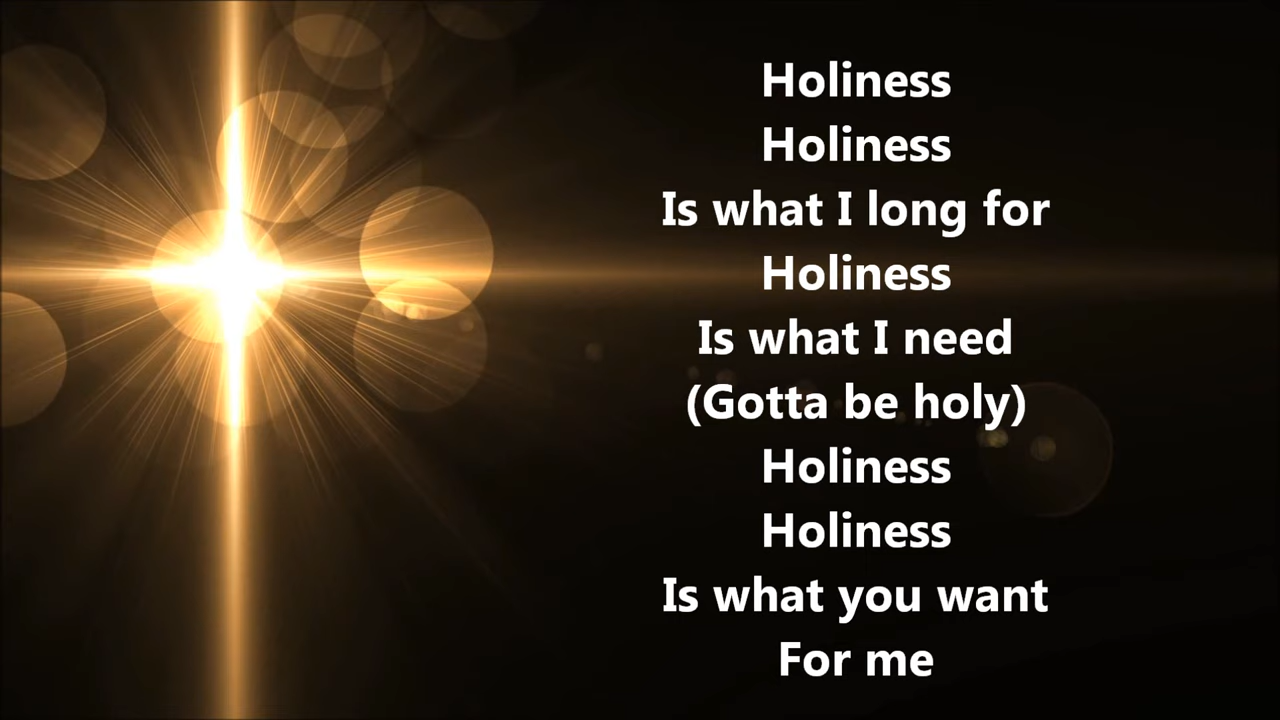 Holiness
Holiness
Is what I long for
Holiness
Is what I need
(Gotta be holy)
Holiness
Holiness
Is what you want
For me